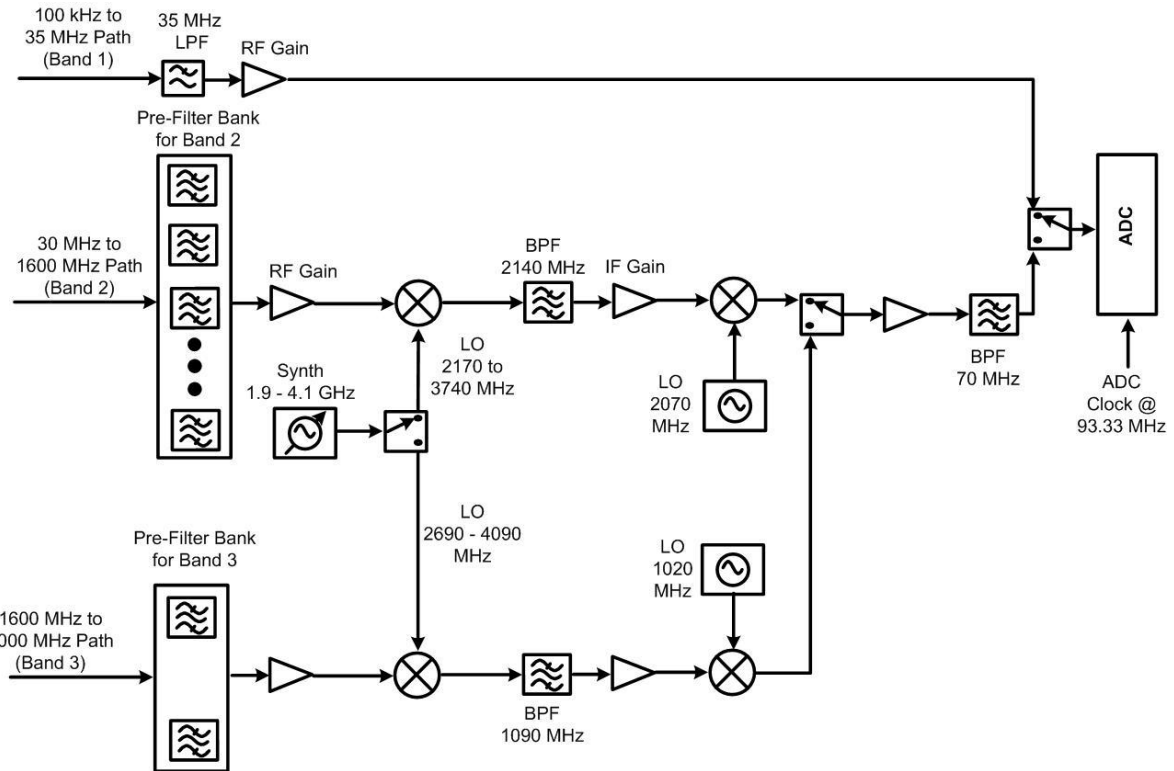 100 kHz to
35 MHz Path
(Band 1)
35 MHz
LPF
RF Gain
Pre-Filter Bank
for Band 2
30 MHz to
1600 MHz Path
(Band 2)
RF Gain
BPF
2140 MHz
IF Gain
LO
2170 to
3740 MHz
Synth
1.9 - 4.1 GHz
LO
2070
MHz
BPF
70 MHz
ADC
ADC
Clock @
93.33 MHz
LO
2690 - 4090
MHz
Pre-Filter Bank
for Band 3
LO
1020
MHz
1600 MHz to
000 MHz Path
(Band 3)
BPF
1090 MHz